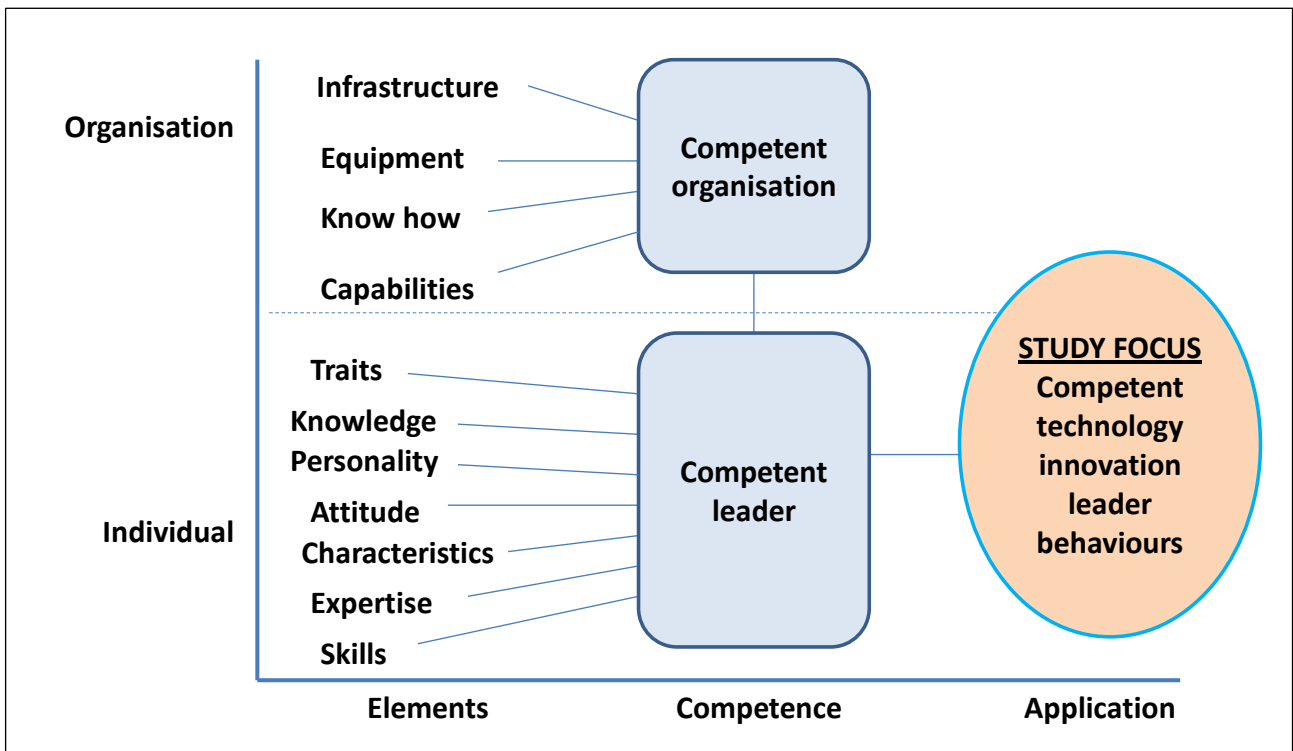 Organisation
Infrastructure
Equipment
Know how
Capabilities
Competent
organisation
Individual
Traits
Knowledge
Personality
Attitude
Characteristics
Expertise
Skills
Competent
leader
STUDY FOCUS
Competent
technology
innovation
leader
behaviours
Elements
Competence
Application